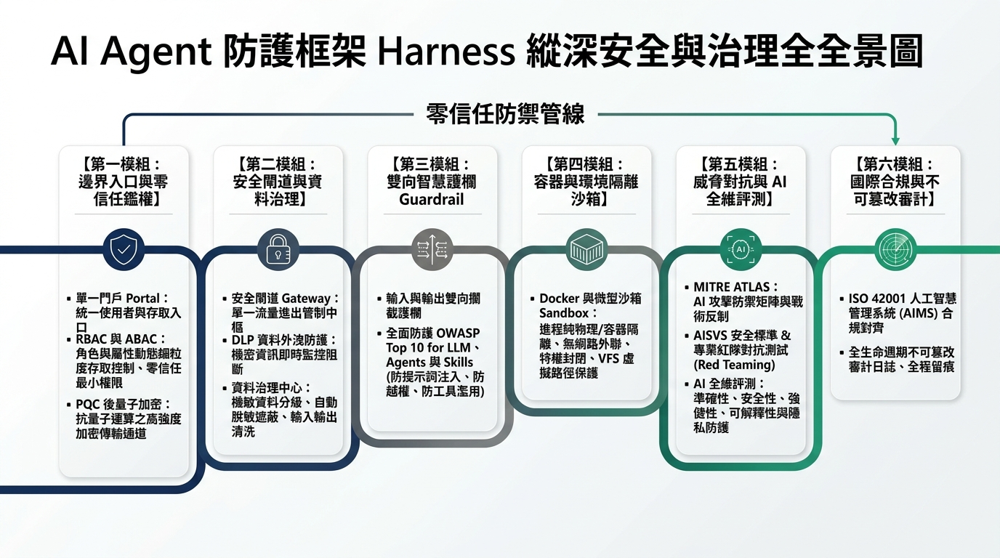 AI Agent 防護框架 Harness 縱深安全與治理全全景圖
零信任防禦管線
【第一模組：
邊界入口與零
信任鑑權】
▪ 單一門戶 Portal：
統一使用者與存取入
口
▪ RBAC 與 ABAC：
角色與屬性動態細粒
度存取控制、零信任
最小權限
▪ PQC 後量子加密：
抗量子運算之高強度
加密傳輸通道
【第二模組：
安全閘道與資
料治理】
▪ 安全閘道 Gateway：
單一流量進出管制中
樞
▪ DLP 資料外洩防護：
機密資訊即時監控阻
斷
▪ 資料治理中心：
機敏資料分級、自動
脫敏遮蔽、輸入輸出
清洗
【第三模組：
雙向智慧護欄
Guardrail
▪ 輸入與輸出雙向攔
截護欄
▪ 全面防護 OWASP
Top 10 for LLM、
Agents 與 Skills
(防提示詞注入、防
越權、防工具濫用)
【第四模組：
容器與環境隔離
沙箱】
▪ Docker 與微型沙箱
Sandbox：
進程純物理/容器隔
離、無網路外聯、
特權封閉、VFS 虛
擬路徑保護
【第五模組：
威脅對抗與 AI
全維評測】
AI
▪ MITRE ATLAS：
AI 攻擊防禦矩陣與戰
術反制
▪ AISVS 安全標準 &
專業紅隊對抗測試
(Red Teaming)
▪ AI 全維評測：
準確性、安全性、強
健性、可解釋性與隱
私防護
【第六模組：
國際合規與不
可篡改審計】
▪ ISO 42001 人工智慧
管理系統 (AIMS) 合
規對齊
▪ 全生命週期不可篡改
審計日誌、全程留痕